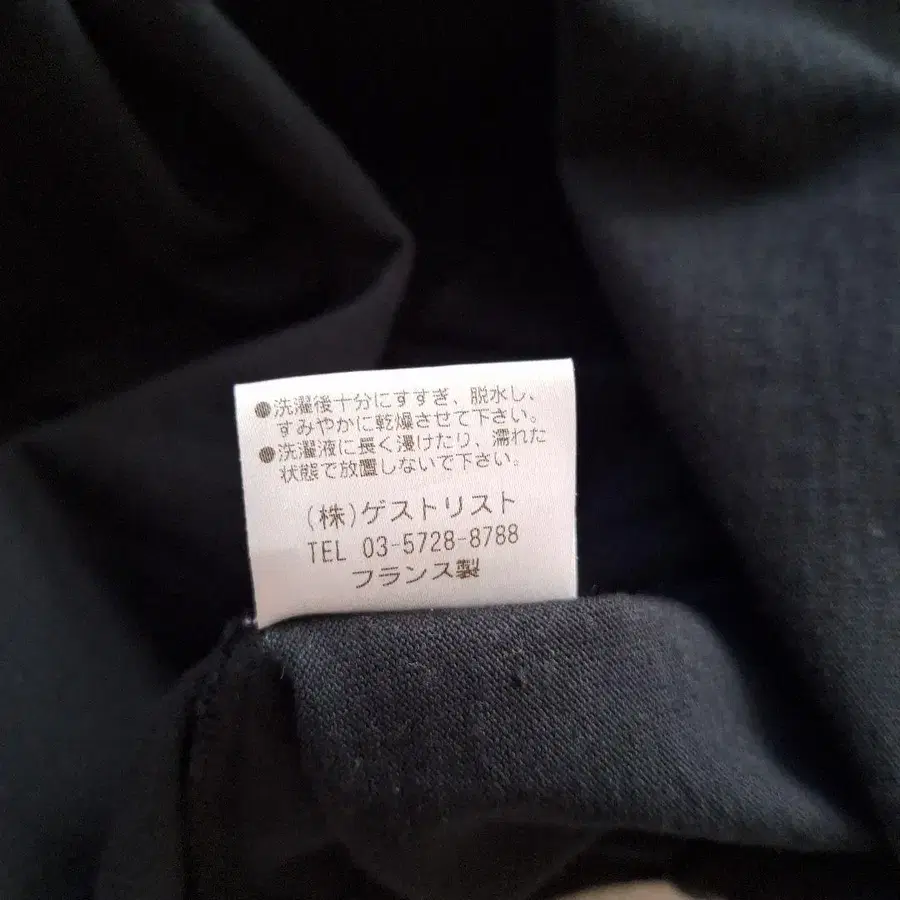 ●洗濯後十分にすすぎ、脱水し、
すみやかに乾燥させて下さい。
●洗濯液に長く浸けたり、濡れた
状態で放置しないで下さい。
(株)ゲストリスト
TEL 03-5728-8788
フランス製